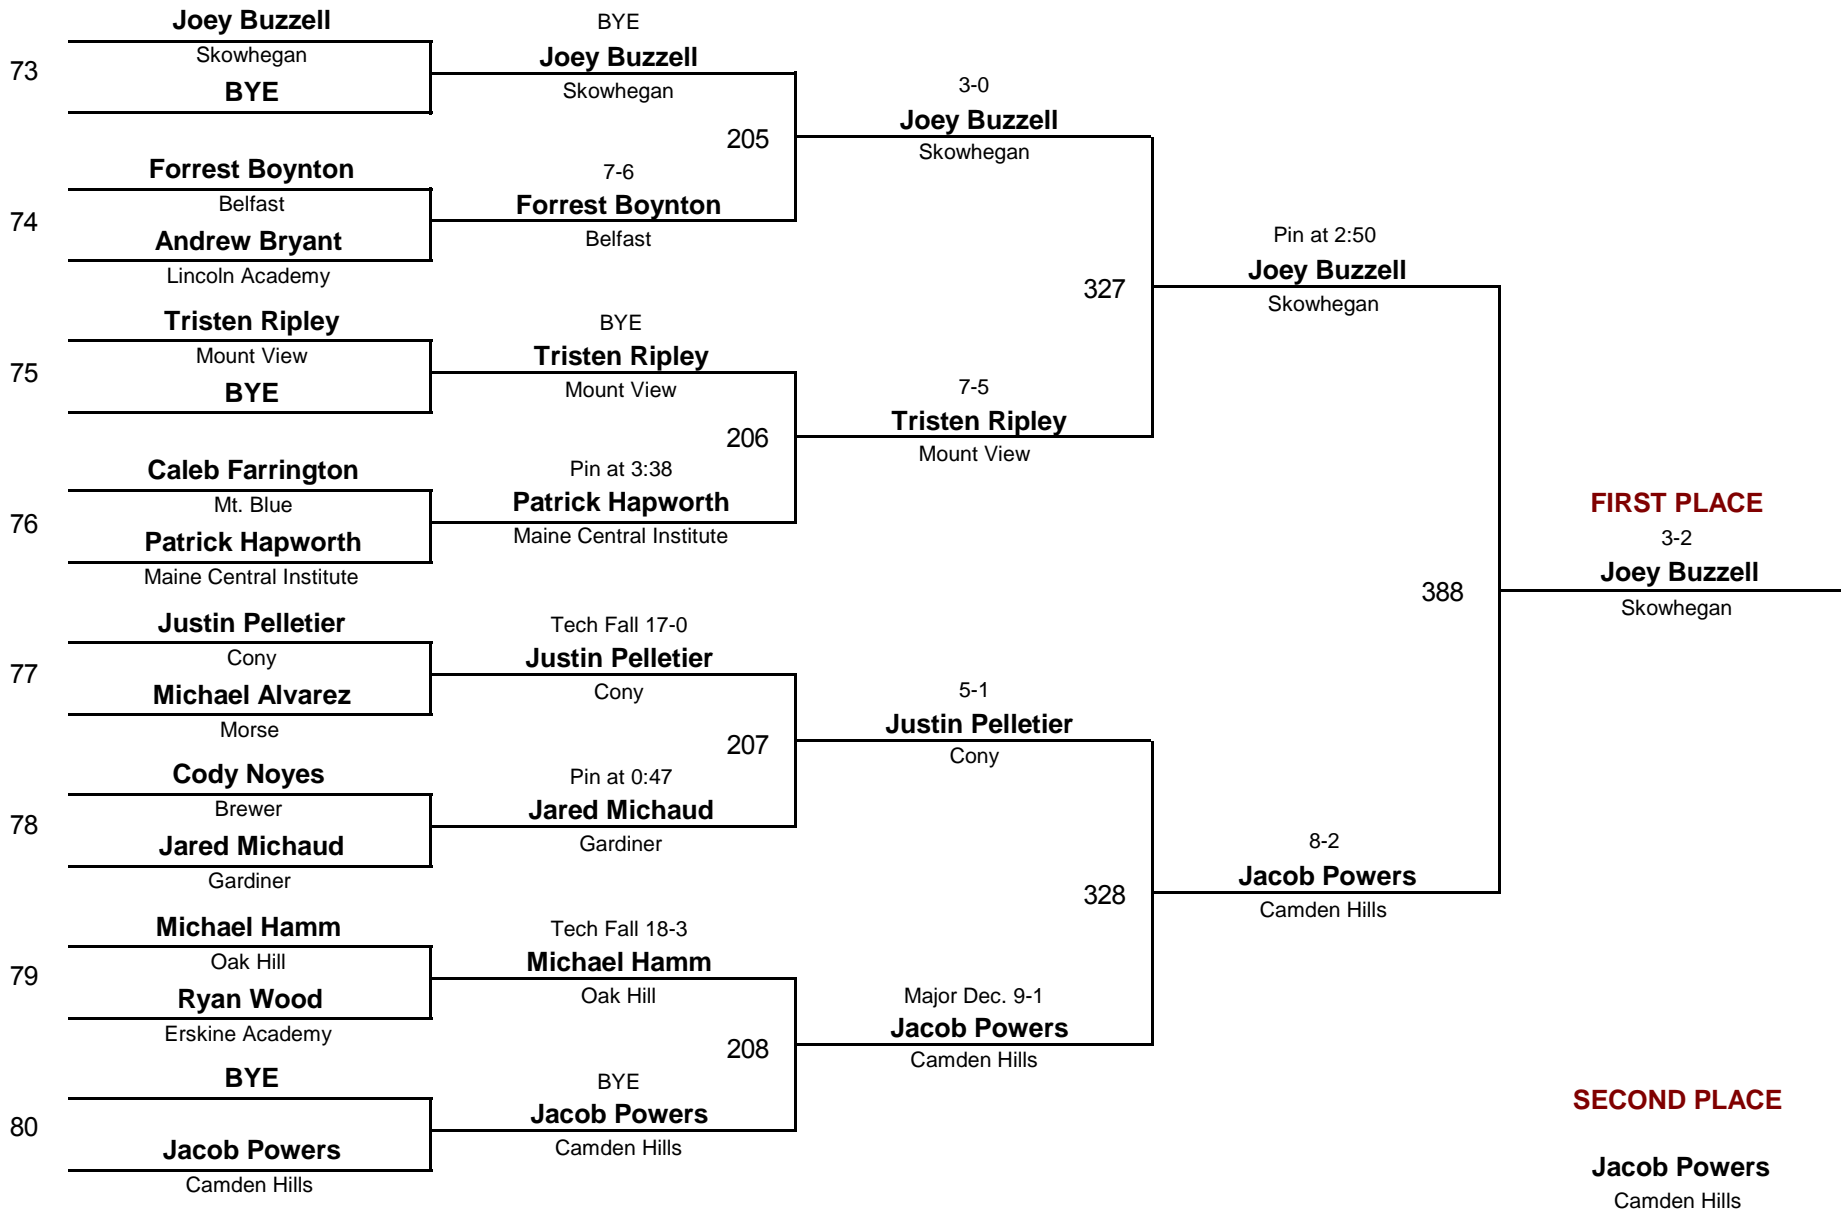 Joey Buzzell
Skowhegan
73
BYE
Forrest Boynton
Belfast
74
Andrew Bryant
Lincoln Academy
Tristen Ripley
Mount View
75
BYE
Caleb Farrington
Mt. Blue
76
Patrick Hapworth
Maine Central Institute
Justin Pelletier
Cony
77
Michael Alvarez
Morse
Cody Noyes
Brewer
78
Jared Michaud
Gardiner
Michael Hamm
Oak Hill
79
Ryan Wood
Erskine Academy
BYE
80
Jacob Powers
Camden Hills
BYE
Joey Buzzell
Skowhegan
205
7-6
Forrest Boynton
Belfast
BYE
Tristen Ripley
Mount View
206
Pin at 3:38
Patrick Hapworth
Maine Central Institute
Tech Fall 17-0
Justin Pelletier
Cony
207
Pin at 0:47
Jared Michaud
Gardiner
Tech Fall 18-3
Michael Hamm
Oak Hill
208
BYE
Jacob Powers
Camden Hills
3-0
Joey Buzzell
Skowhegan
327
7-5
Tristen Ripley
Mount View
5-1
Justin Pelletier
Cony
328
Major Dec. 9-1
Jacob Powers
Camden Hills
Pin at 2:50
Joey Buzzell
Skowhegan
388
8-2
Jacob Powers
Camden Hills
FIRST PLACE
3-2
Joey Buzzell
Skowhegan
SECOND PLACE
Jacob Powers
Camden Hills